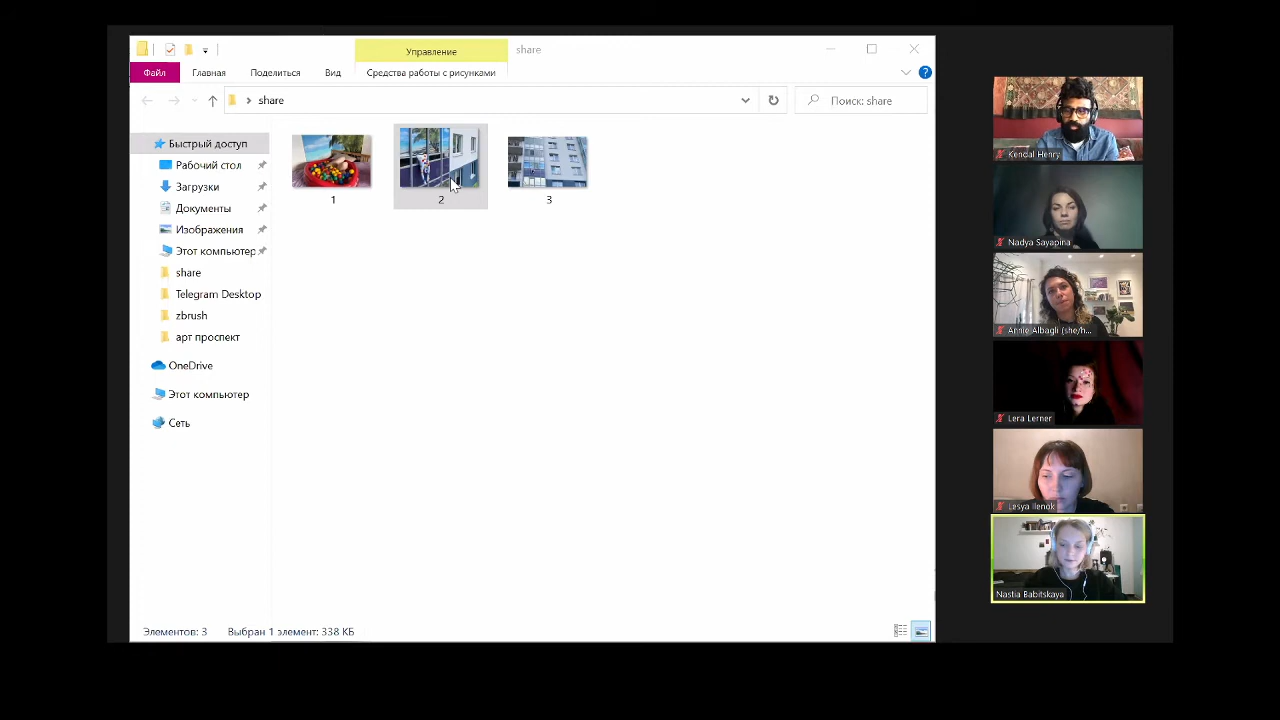 Управление
share
Файл
Главная
Поделиться
Вид
Средства работы с рисунками
share
Поиск: share
Быстрый доступ
Рабочий стол
Загрузки
Документы
Изображения
Этот компьютер
share
Telegram Desktop
zbrush
арт проспект
OneDrive
Этот компьютер
Сеть
1
2
3
Элементов: 3
Выбран 1 элемент: 338 КБ
Kendal Henry
Nadya Sayapina
Annie Albagli (she/h...
Lera Lerner
Lesya Ilenok
Nastia Babitskaya